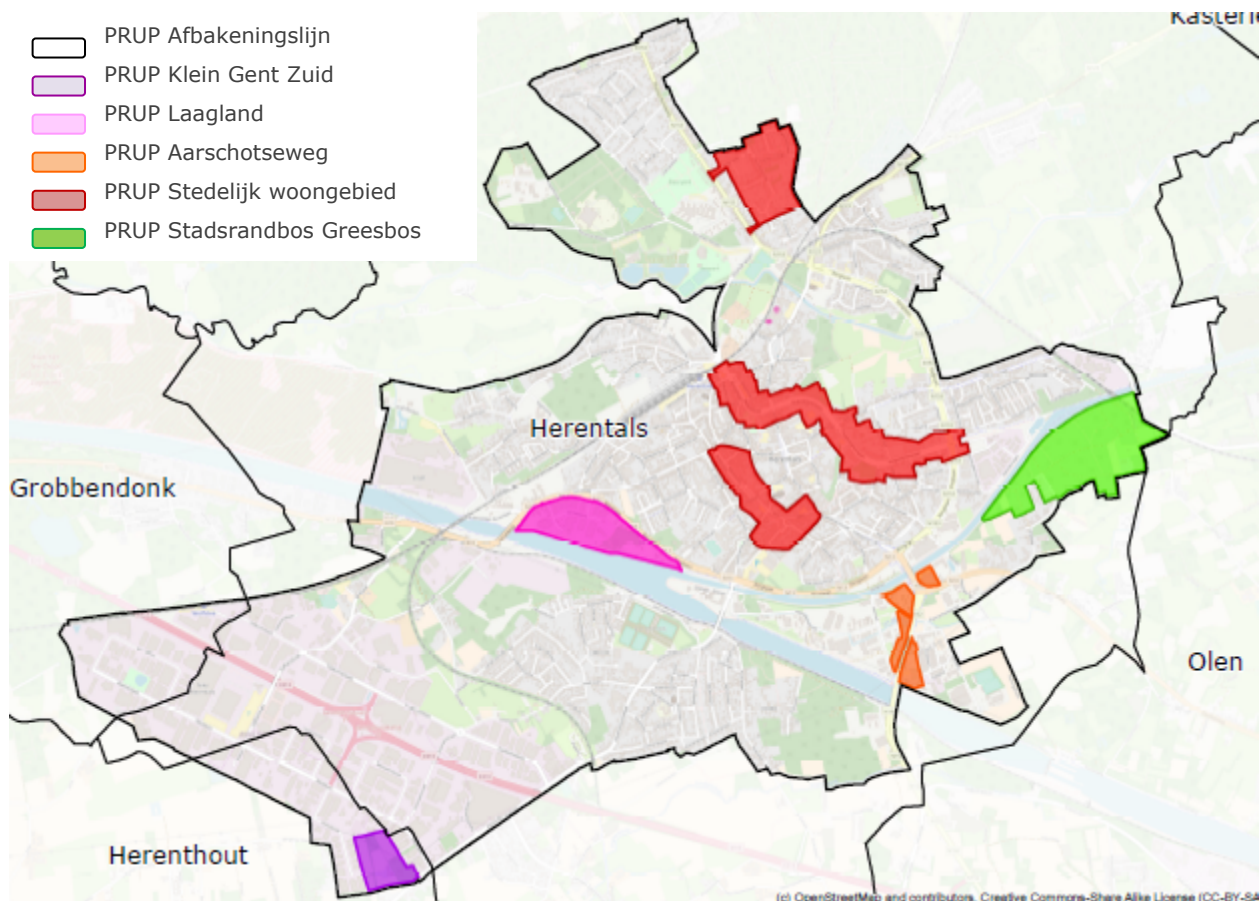 PRUP Afbakeningslijn
PRUP Klein Gent Zuid
PRUP Laagland
PRUP Aarschotseweg
PRUP Stedelijk woongebied
PRUP Stadsrandbos Greesbos
Kasterle
Herentals
Grobbendonk
Olen
Herenthout
(c) OpenStreetMap and contributors, Creative Commons-Share Alike License (CC-BY-SA